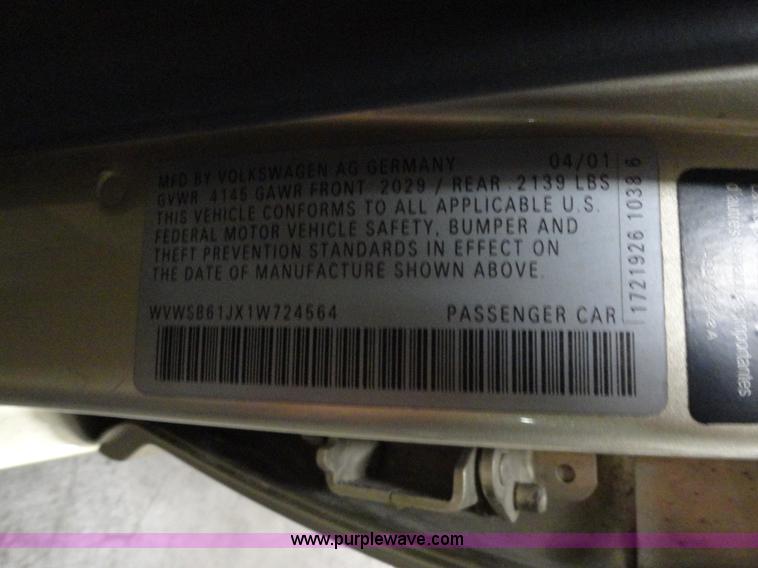 MFD BY VOLKSWAGEN AG GERMANY 04/01
GVWR 4145 GAWR FRONT 2029 / REAR 2139 LBS
THIS VEHICLE CONFORMS TO ALL APPLICABLE U.S.
FEDERAL MOTOR VEHICLE SAFETY, BUMPER AND
THEFT PREVENTION STANDARDS IN EFFECT ON
THE DATE OF MANUFACTURE SHOWN ABOVE.
WVWSB61JX1W724564 PASSENGER CAR
1721926 10386
importantes
www.purplewave.com